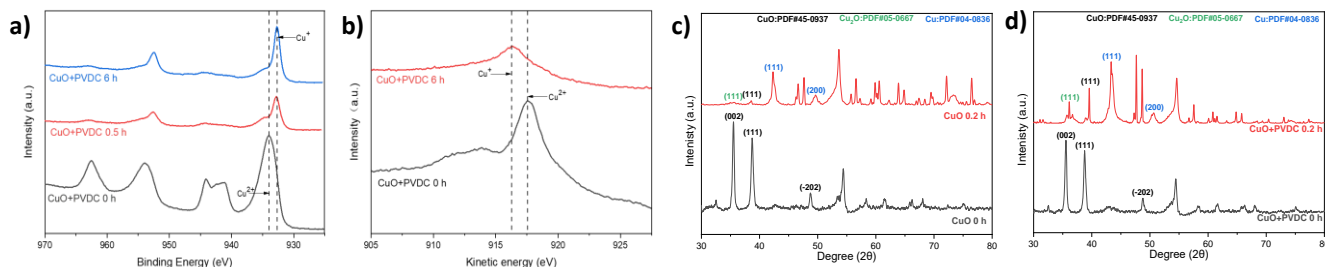 a)
Intensity (a.u.)
Cu⁺
CuO+PVDC 6 h
CuO+PVDC 0.5 h
Cu²⁺
CuO+PVDC 0 h
970 960 950 940 930
Binding Energy (eV)
b)
Intensity (a.u.)
CuO+PVDC 6 h
Cu⁺
Cu²⁺
CuO+PVDC 0 h
905 910 915 920 925
Kinetic energy (eV)
c)
CuO:PDF#45-0937 Cu₂O:PDF#05-0667 Cu:PDF#04-0836
Intenisty (a.u.)
(111)
(111) (111) (200)
CuO 0.2 h
(002)
(111)
(-202)
CuO 0 h
30 40 50 60 70 80
Degree (2θ)
d)
CuO:PDF#45-0937 Cu₂O:PDF#05-0667 Cu:PDF#04-0836
Intenisty (a.u.)
(111)
(111)
(111)
(200)
CuO+PVDC 0.2 h
(002)
(111)
(-202)
CuO+PVDC 0 h
30 40 50 60 70 80
Degree (2θ)